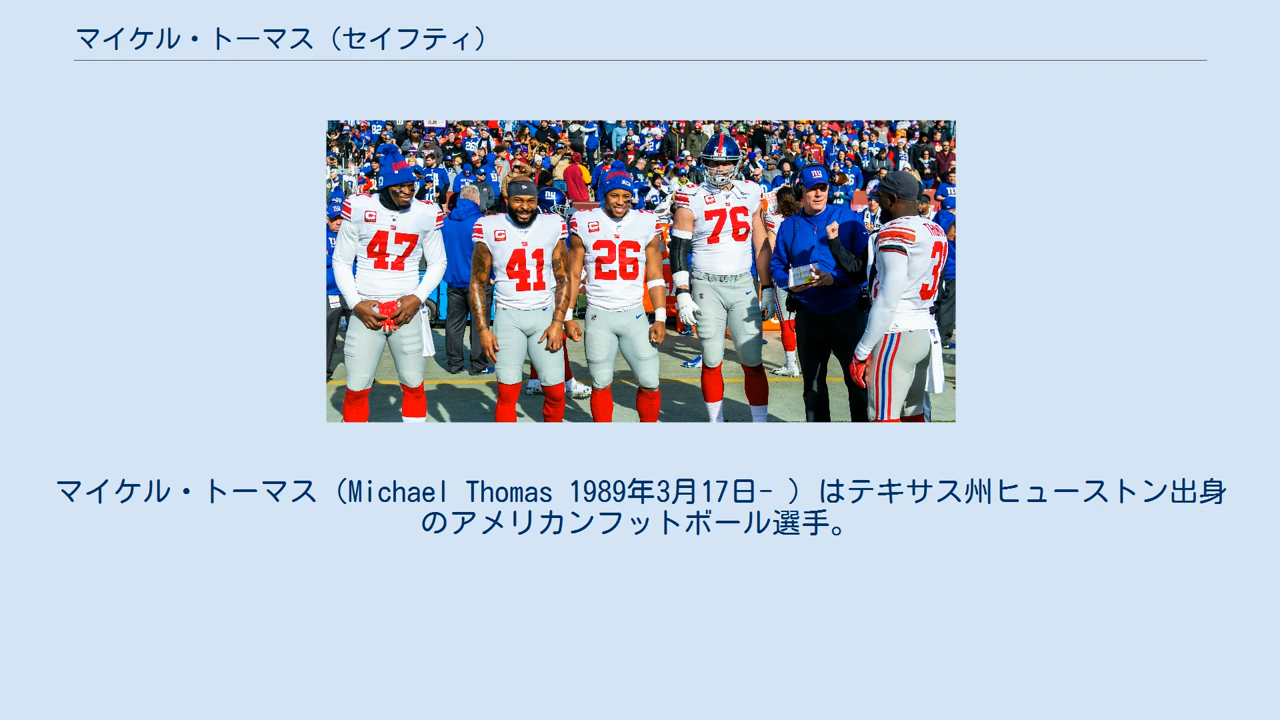 マイケル・トーマス（セイフティ）
47
41
26
76
マイケル・トーマス（Michael Thomas 1989年3月17日- ）はテキサス州ヒューストン出身
のアメリカンフットボール選手。